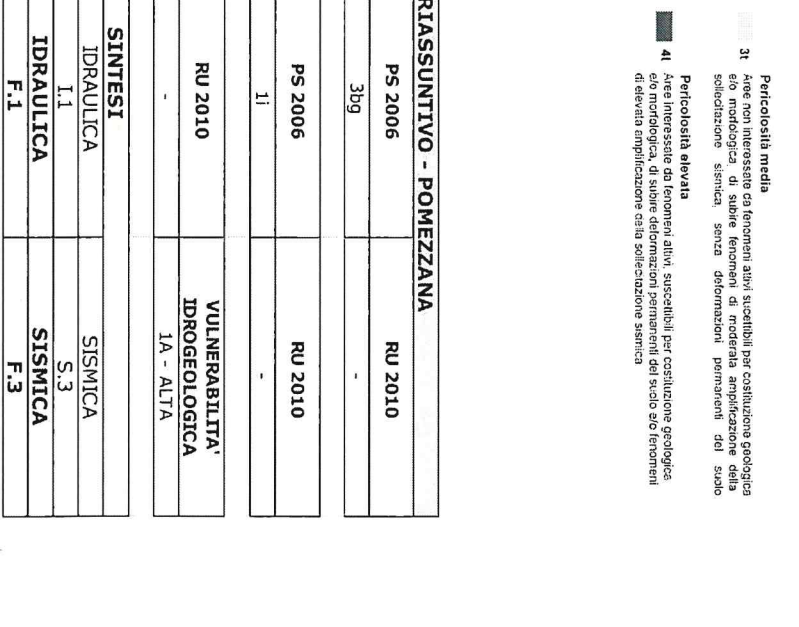 Pericolosità media
3t Aree non interessate da fenomeni attivi sucettibili per costituzione geologica
e/o morfologica di subire fenomeni di moderata amplificazione della
sollecitazione sismica, senza deformazioni permanenti del suolo
Pericolosità elevata
4t Aree interessate da fenomeni attivi, suscettibili per costituzione geologica
e/o morfologica, di subire deformazioni permanenti del suolo e/o fenomeni
di elevata amplificazione della sollecitazione sismica
RIASSUNTIVO - POMEZZANA
PS 2006 RU 2010
3bg -
PS 2006 RU 2010
1i -
RU 2010 VULNERABILITA' IDROGEOLOGICA
- 1A - ALTA
SINTESI
IDRAULICA SISMICA
I.1 S.3
IDRAULICA SISMICA
F.1 F.3